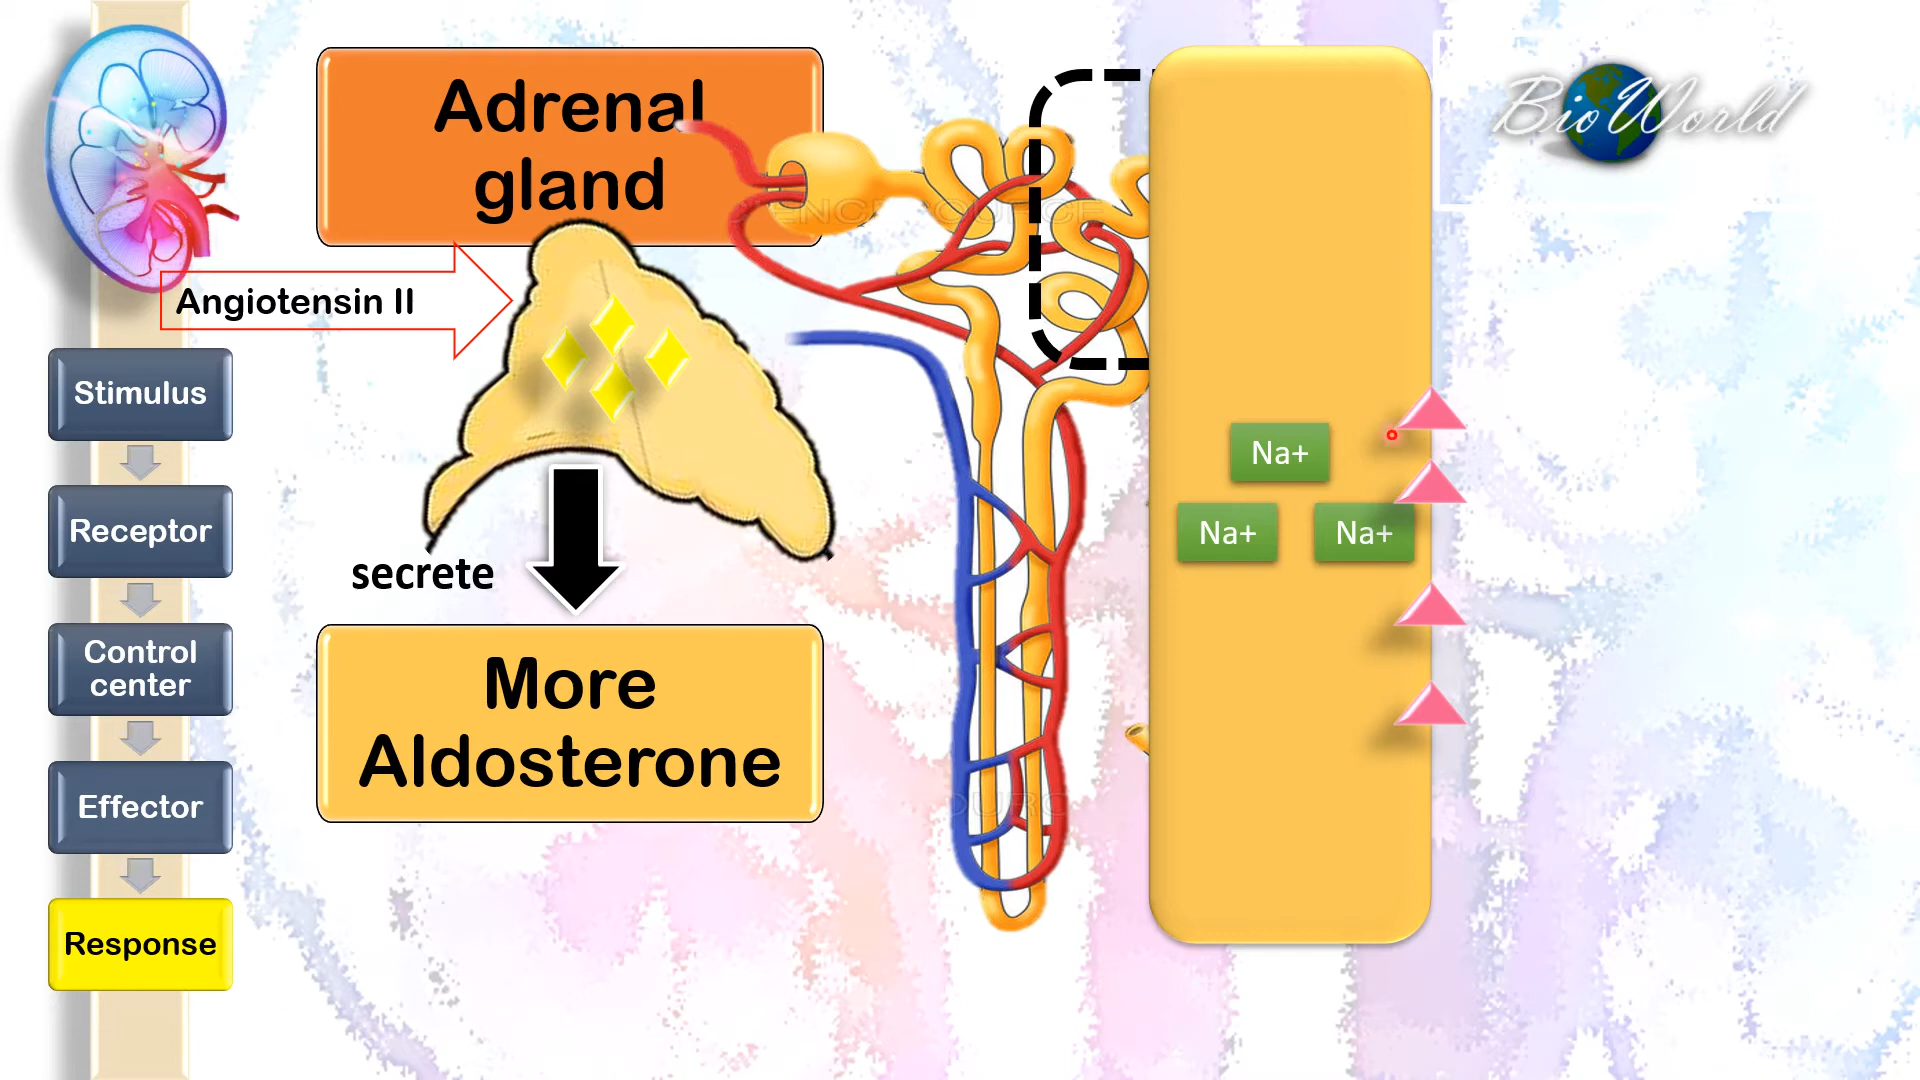 Adrenal
gland
BioWorld
Angiotensin II
Stimulus
Receptor
Control
center
Effector
Response
secrete
More
Aldosterone
Na+
Na+
Na+